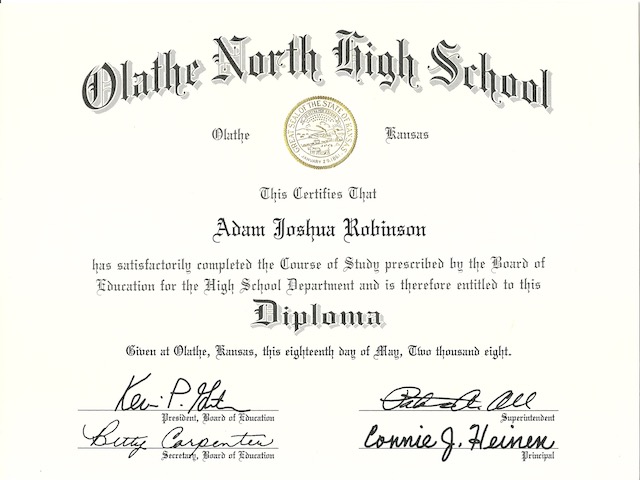 Olathe North High School
GREAT SEAL OF THE STATE OF KANSAS
JANUARY 29, 1861
Olathe Kansas
This Certifies That
Adam Joshua Robinson
has satisfactorily completed the Course of Study prescribed by the Board of
Education for the High School Department and is therefore entitled to this
Diploma
Given at Olathe, Kansas, this eighteenth day of May, Two thousand eight.
Kevin P.
President, Board of Education
Superintendent
Betty Carpenter Connie J. Heinen
Secretary, Board of Education Principal